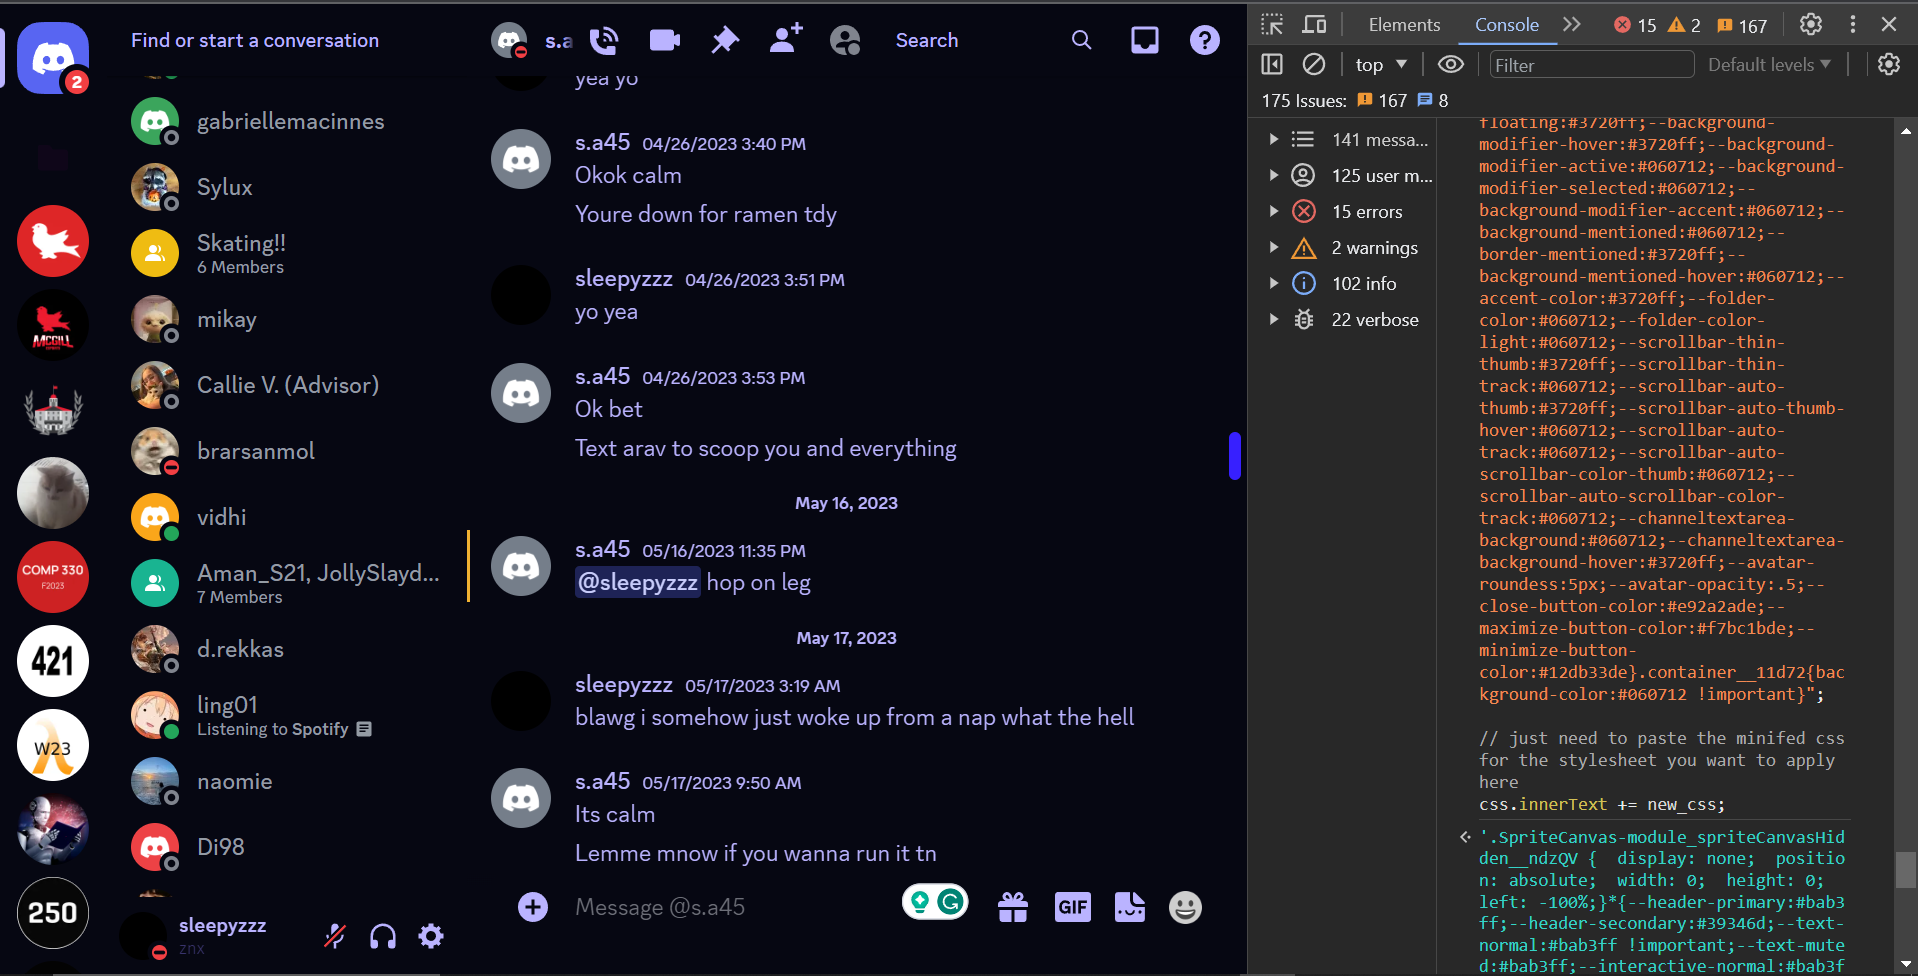 2
MCGILL
COMP 330
F2023
421
W23
250
Find or start a conversation
gabriellemacinnes
Sylux
Skating!!
6 Members
mikay
Callie V. (Advisor)
brarsanmol
vidhi
Aman_S21, JollySlayd...
7 Members
d.rekkas
ling01
Listening to Spotify
naomie
Di98
sleepyzzz
znx
s.a
Search
yea yo
s.a45 04/26/2023 3:40 PM
Okok calm
Youre down for ramen tdy
sleepyzzz 04/26/2023 3:51 PM
yo yea
s.a45 04/26/2023 3:53 PM
Ok bet
Text arav to scoop you and everything
May 16, 2023
s.a45 05/16/2023 11:35 PM
@sleepyzzz hop on leg
May 17, 2023
sleepyzzz 05/17/2023 3:19 AM
blawg i somehow just woke up from a nap what the hell
s.a45 05/17/2023 9:50 AM
Its calm
Lemme mnow if you wanna run it tn
Message @s.a45
GIF
Elements Console 15 2 167
top Filter Default levels
175 Issues: 167 8
141 messa...
125 user m...
15 errors
2 warnings
102 info
22 verbose
floating:#3720ff;--background-
modifier-hover:#3720ff;--background-
modifier-active:#060712;--background-
modifier-selected:#060712;--
background-modifier-accent:#060712;--
background-mentioned:#060712;--
border-mentioned:#3720ff;--
background-mentioned-hover:#060712;--
accent-color:#3720ff;--folder-
color:#060712;--folder-color-
light:#060712;--scrollbar-thin-
thumb:#3720ff;--scrollbar-thin-
track:#060712;--scrollbar-auto-
thumb:#3720ff;--scrollbar-auto-thumb-
hover:#060712;--scrollbar-auto-
track:#060712;--scrollbar-auto-
scrollbar-color-thumb:#060712;--
scrollbar-auto-scrollbar-color-
track:#060712;--channeltextarea-
background:#060712;--channeltextarea-
background-hover:#3720ff;--avatar-
roundess:5px;--avatar-opacity:.5;--
close-button-color:#e92a2ade;--
maximize-button-color:#f7bc1bde;--
minimize-button-
color:#12db33de}.container__11d72{bac
kground-color:#060712 !important}";
// just need to paste the minifed css
for the stylesheet you want to apply
here
css.innerText += new_css;
'.SpriteCanvas-module_spriteCanvasHid
den__ndzQV {  display: none;  positio
n: absolute;  width: 0;  height: 0;
left: -100%;}*{--header-primary:#bab3
ff;--header-secondary:#39346d;--text-
normal:#bab3ff !important;--text-mute
d:#bab3ff;--interactive-normal:#bab3f